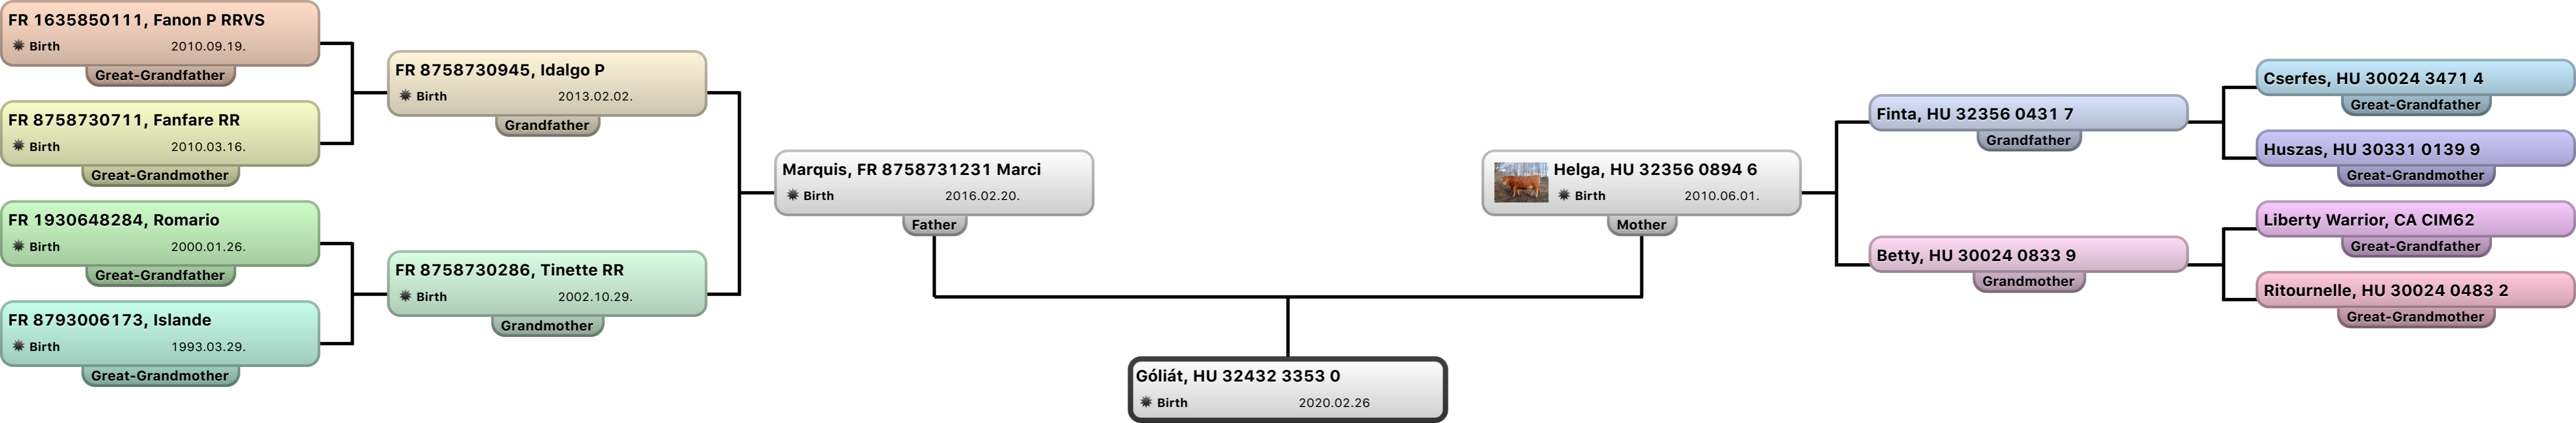 FR 1635850111, Fanon P RRVS
Birth 2010.09.19.
Great-Grandfather
FR 8758730711, Fanfare RR
Birth 2010.03.16.
Great-Grandmother
FR 1930648284, Romario
Birth 2000.01.26.
Great-Grandfather
FR 8793006173, Islande
Birth 1993.03.29.
Great-Grandmother
FR 8758730945, Idalgo P
Birth 2013.02.02.
Grandfather
FR 8758730286, Tinette RR
Birth 2002.10.29.
Grandmother
Marquis, FR 8758731231 Marci
Birth 2016.02.20.
Father
Góliát, HU 32432 3353 0
Birth 2020.02.26
Helga, HU 32356 0894 6
Birth 2010.06.01.
Mother
Finta, HU 32356 0431 7
Grandfather
Betty, HU 30024 0833 9
Grandmother
Cserfes, HU 30024 3471 4
Great-Grandfather
Huszas, HU 30331 0139 9
Great-Grandmother
Liberty Warrior, CA CIM62
Great-Grandfather
Ritournelle, HU 30024 0483 2
Great-Grandmother